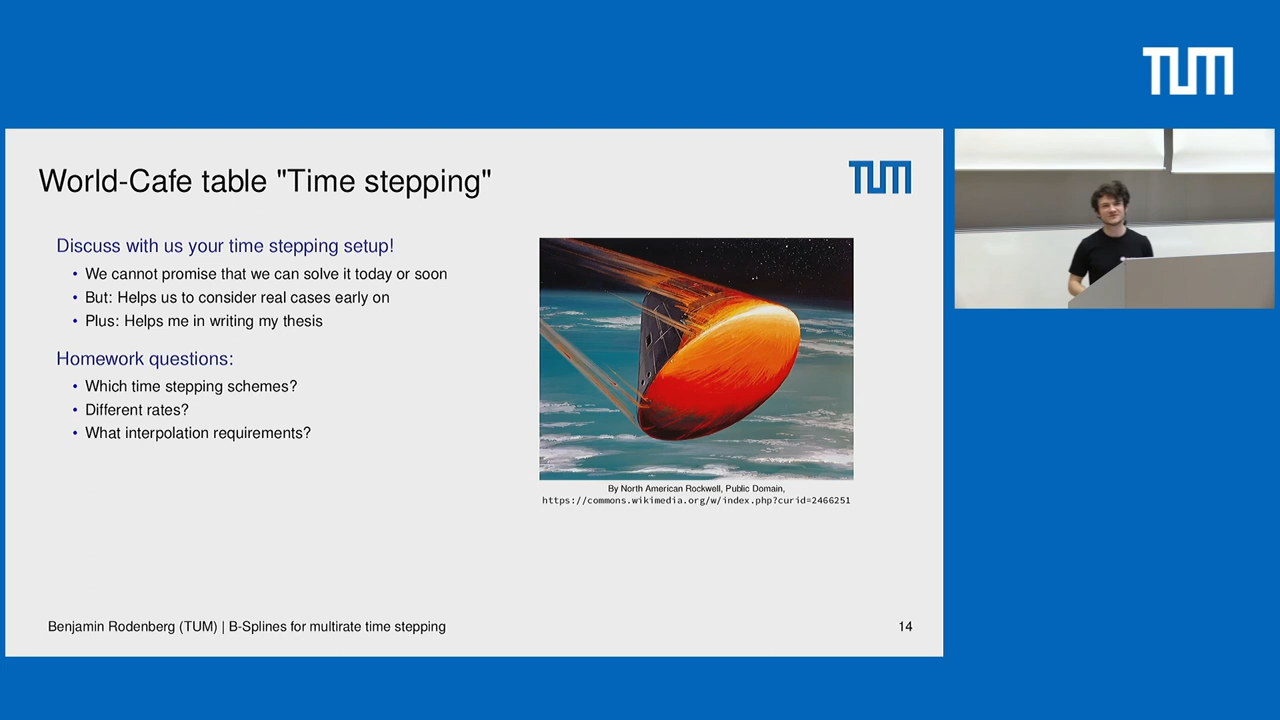 TUM
World-Cafe table "Time stepping"
TUM
Discuss with us your time stepping setup!
• We cannot promise that we can solve it today or soon
• But: Helps us to consider real cases early on
• Plus: Helps me in writing my thesis
Homework questions:
• Which time stepping schemes?
• Different rates?
• What interpolation requirements?
By North American Rockwell, Public Domain,
https://commons.wikimedia.org/w/index.php?curid=2466251
Benjamin Rodenberg (TUM) | B-Splines for multirate time stepping
14